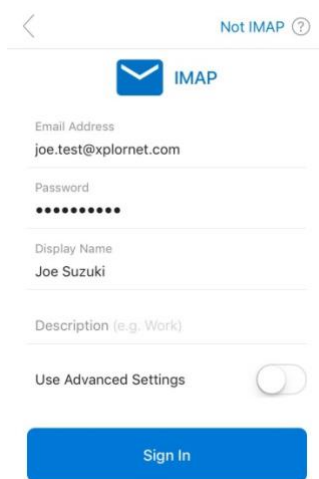 Not IMAP ?
IMAP
Email Address
joe.test@xplornet.com
Password
●●●●●●●●●●
Display Name
Joe Suzuki
Description (e.g. Work)
Use Advanced Settings
Sign In